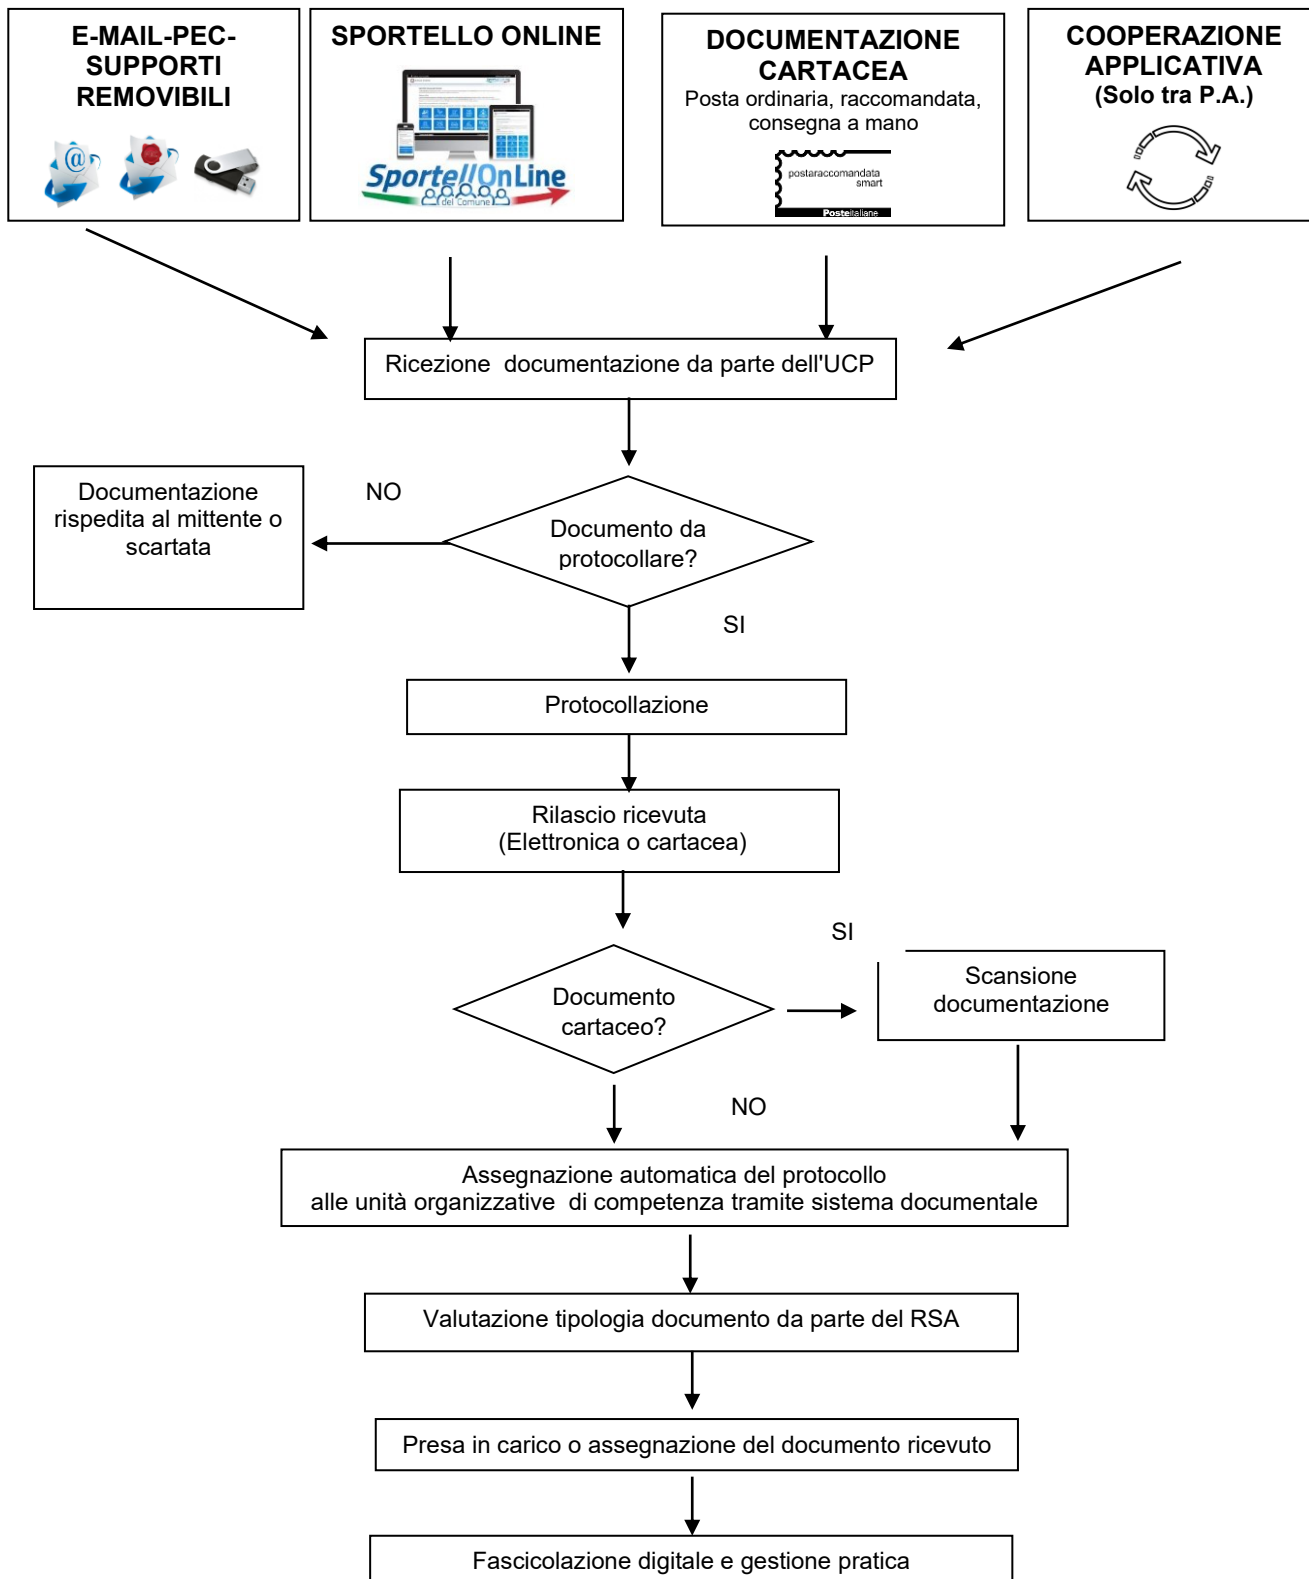 E-MAIL-PEC-
SUPPORTI
REMOVIBILI
@
SPORTELLO ONLINE
SportellOnLine
del Comune
DOCUMENTAZIONE
CARTACEA
Posta ordinaria, raccomandata,
consegna a mano
postaraccomandata
smart
Posteitaliane
COOPERAZIONE
APPLICATIVA
(Solo tra P.A.)
Ricezione  documentazione da parte dell'UCP
Documentazione
rispedita al mittente o
scartata
NO
Documento da
protocollare?
SI
Protocollazione
Rilascio ricevuta
(Elettronica o cartacea)
SI
Documento
cartaceo?
Scansione
documentazione
NO
Assegnazione automatica del protocollo
alle unità organizzative  di competenza tramite sistema documentale
Valutazione tipologia documento da parte del RSA
Presa in carico o assegnazione del documento ricevuto
Fascicolazione digitale e gestione pratica